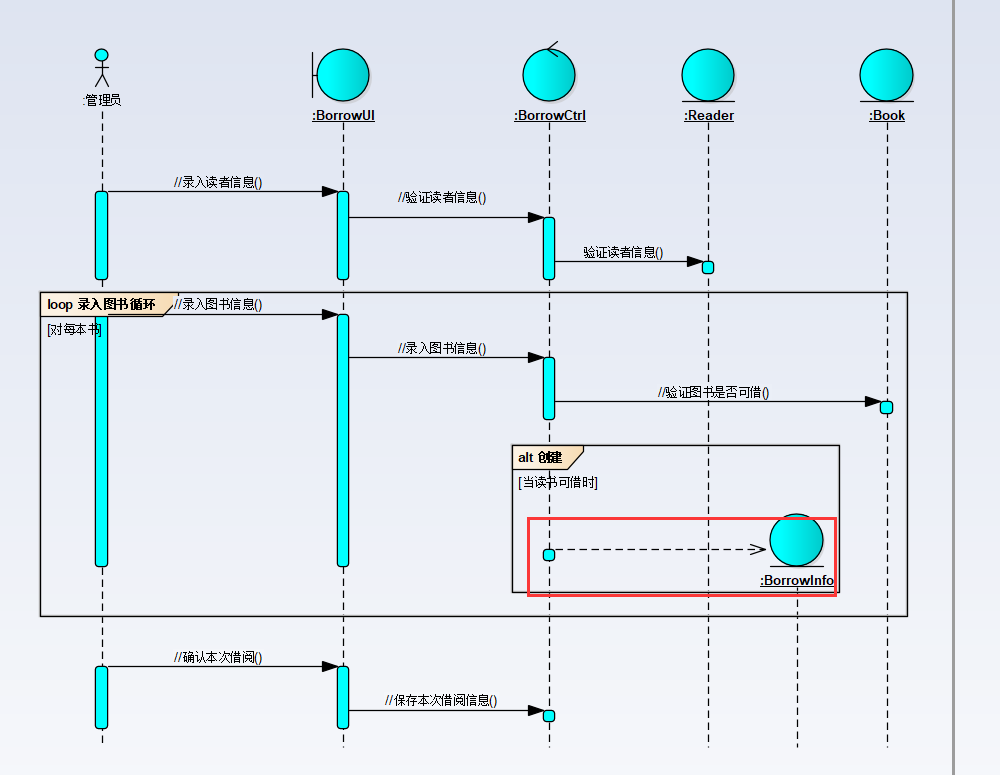 :管理员
:BorrowUI
:BorrowCtrl
:Reader
:Book
//录入读者信息()
//验证读者信息()
验证读者信息()
loop 录入图书循环
//录入图书信息()
[对每本书]
//录入图书信息()
//验证图书是否可借()
alt 创建
[当读书可借时]
:BorrowInfo
//确认本次借阅()
//保存本次借阅信息()